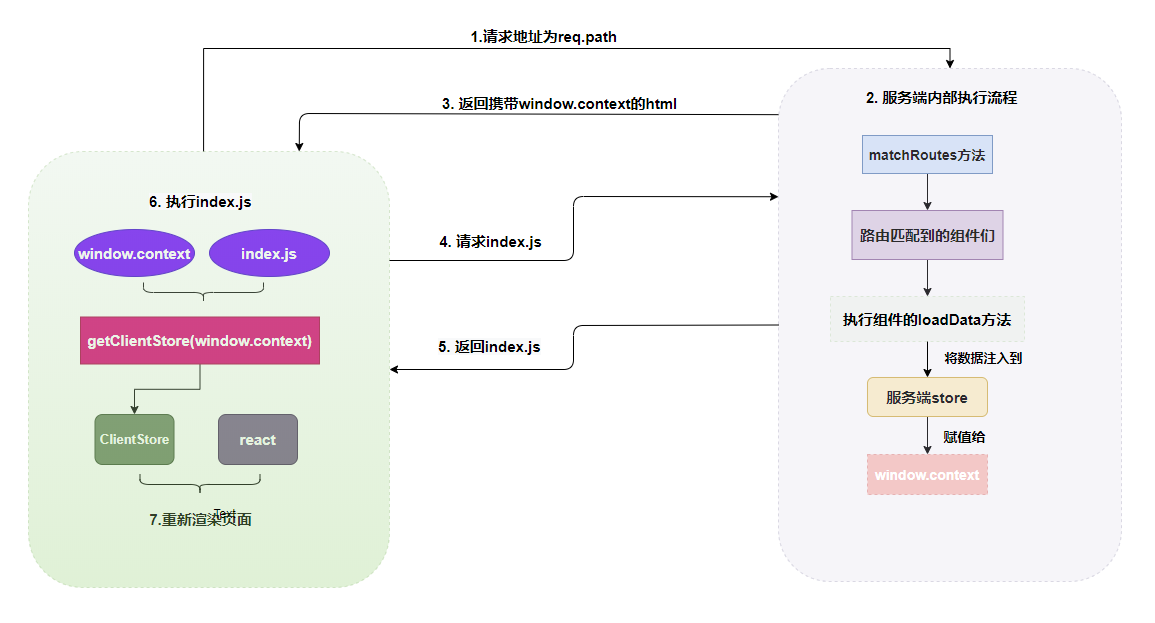 1.请求地址为req.path
3. 返回携带window.context的html
2. 服务端内部执行流程
matchRoutes方法
路由匹配到的组件们
执行组件的loadData方法
将数据注入到
服务端store
赋值给
window.context
4. 请求index.js
5. 返回index.js
6. 执行index.js
window.context
index.js
getClientStore(window.context)
ClientStore
react
Text
7.重新渲染页面